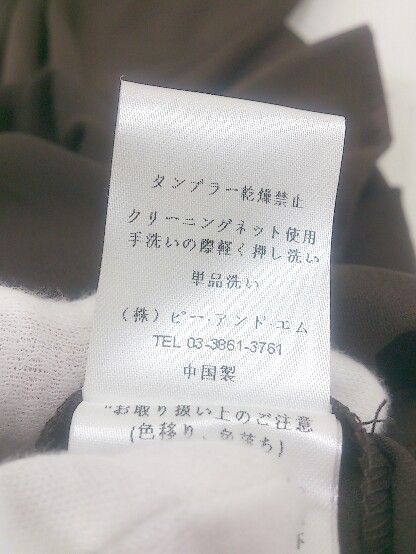 タンブラー乾燥禁止
クリーニングネット使用
手洗いの際軽く押し洗い
単品洗い
(株)ピー・アンド・エム
TEL 03-3861-3761
中国製
"お取り扱い上のご注意
(色移り、色落ち)